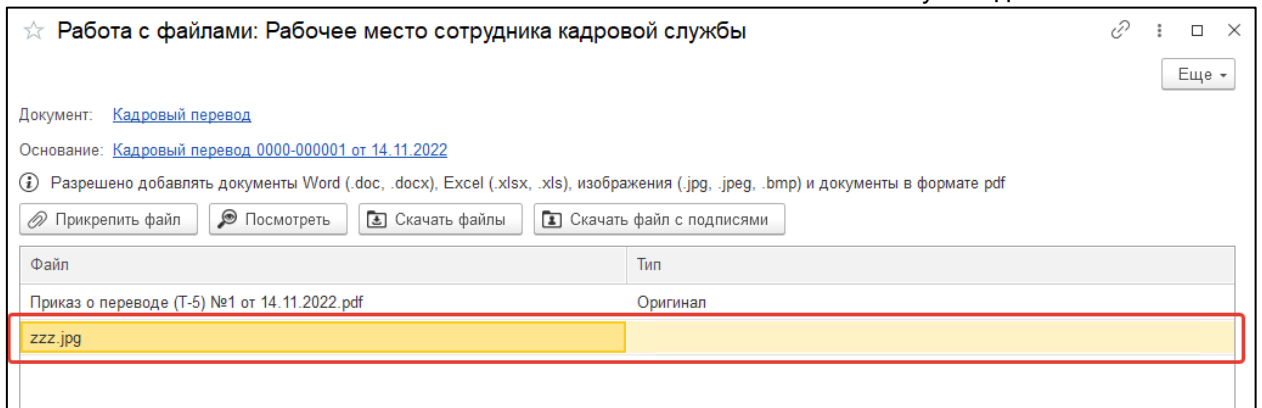 Работа с файлами: Рабочее место сотрудника кадровой службы
Еще
Документ: Кадровый перевод
Основание: Кадровый перевод 0000-000001 от 14.11.2022
Разрешено добавлять документы Word (.doc, .docx), Excel (.xlsx, .xls), изображения (.jpg, .jpeg, .bmp) и документы в формате pdf
Прикрепить файл Посмотреть Скачать файлы Скачать файл с подписями
Файл Тип
Приказ о переводе (Т-5) №1 от 14.11.2022.pdf Оригинал
zzz.jpg